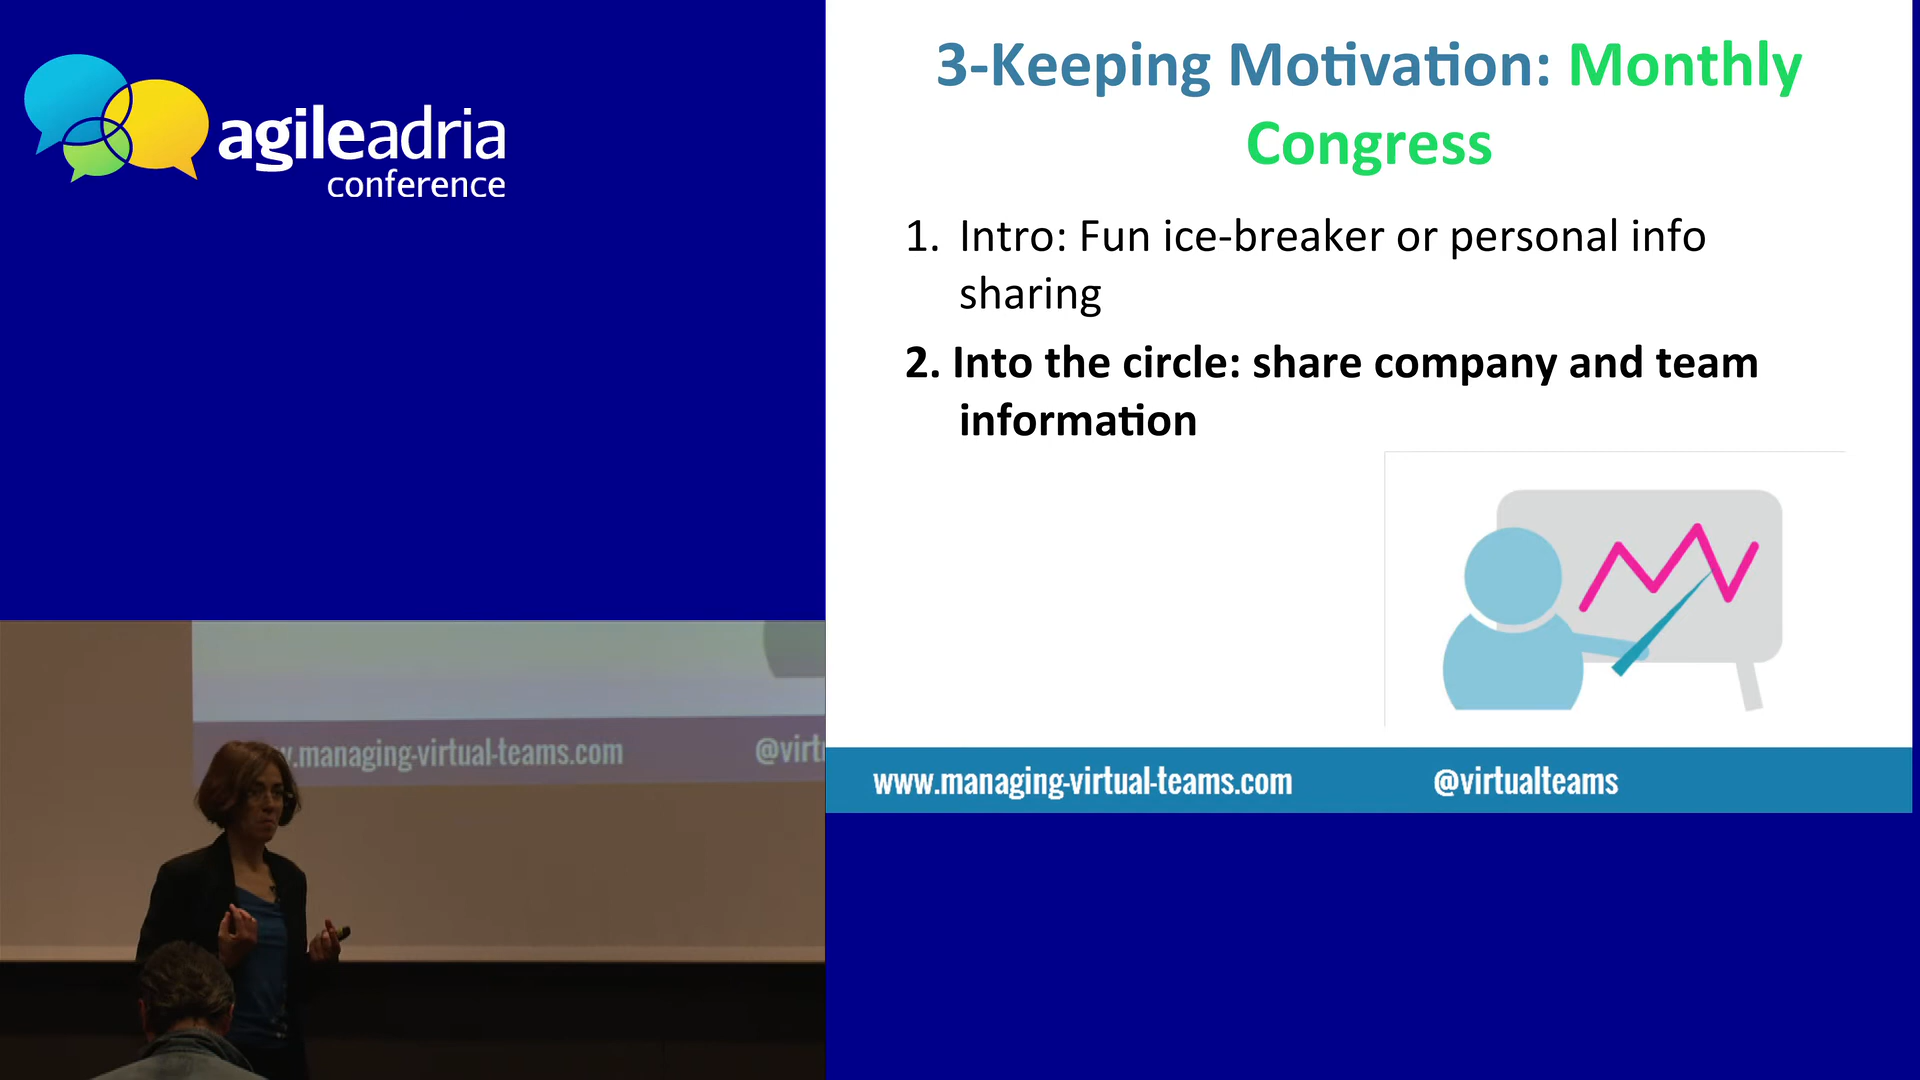 agileadria
conference
3-Keeping Motivation: Monthly
Congress
1. Intro: Fun ice-breaker or personal info
sharing
2. Into the circle: share company and team
information
www.managing-virtual-teams.com
@virtualteams
.managing-virtual-teams.com
@virt